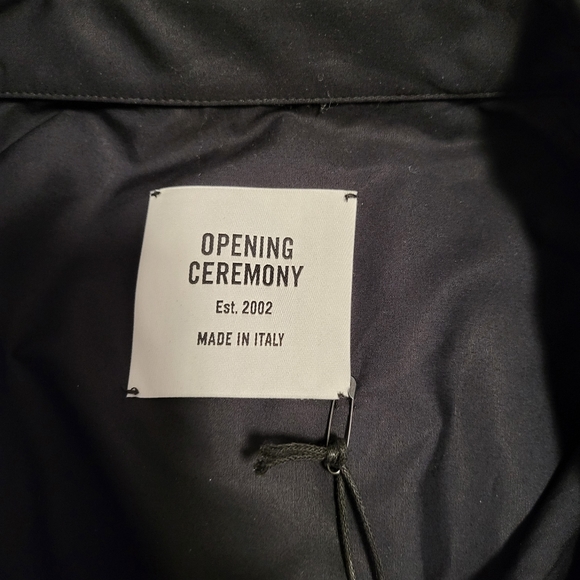 OPENING
CEREMONY
Est. 2002
MADE IN ITALY